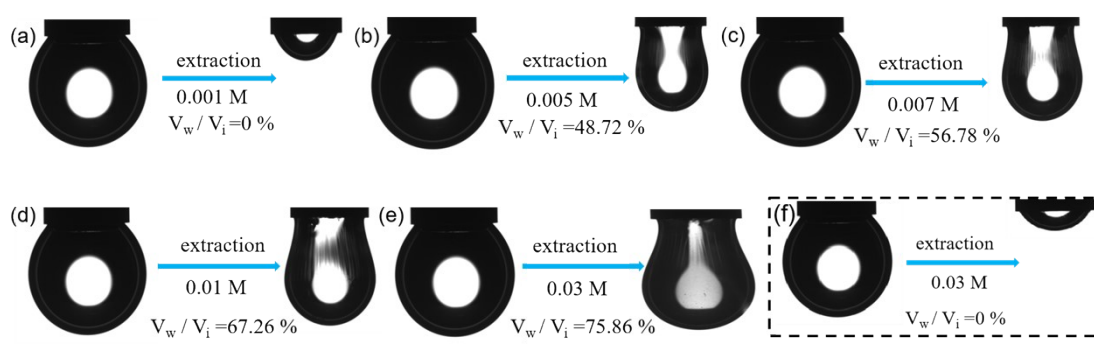 (a)
extraction
0.001 M
V_w / V_i =0 %
(b)
extraction
0.005 M
V_w / V_i =48.72 %
(c)
extraction
0.007 M
V_w / V_i =56.78 %
(d)
extraction
0.01 M
V_w / V_i =67.26 %
(e)
extraction
0.03 M
V_w / V_i =75.86 %
(f)
extraction
0.03 M
V_w / V_i =0 %